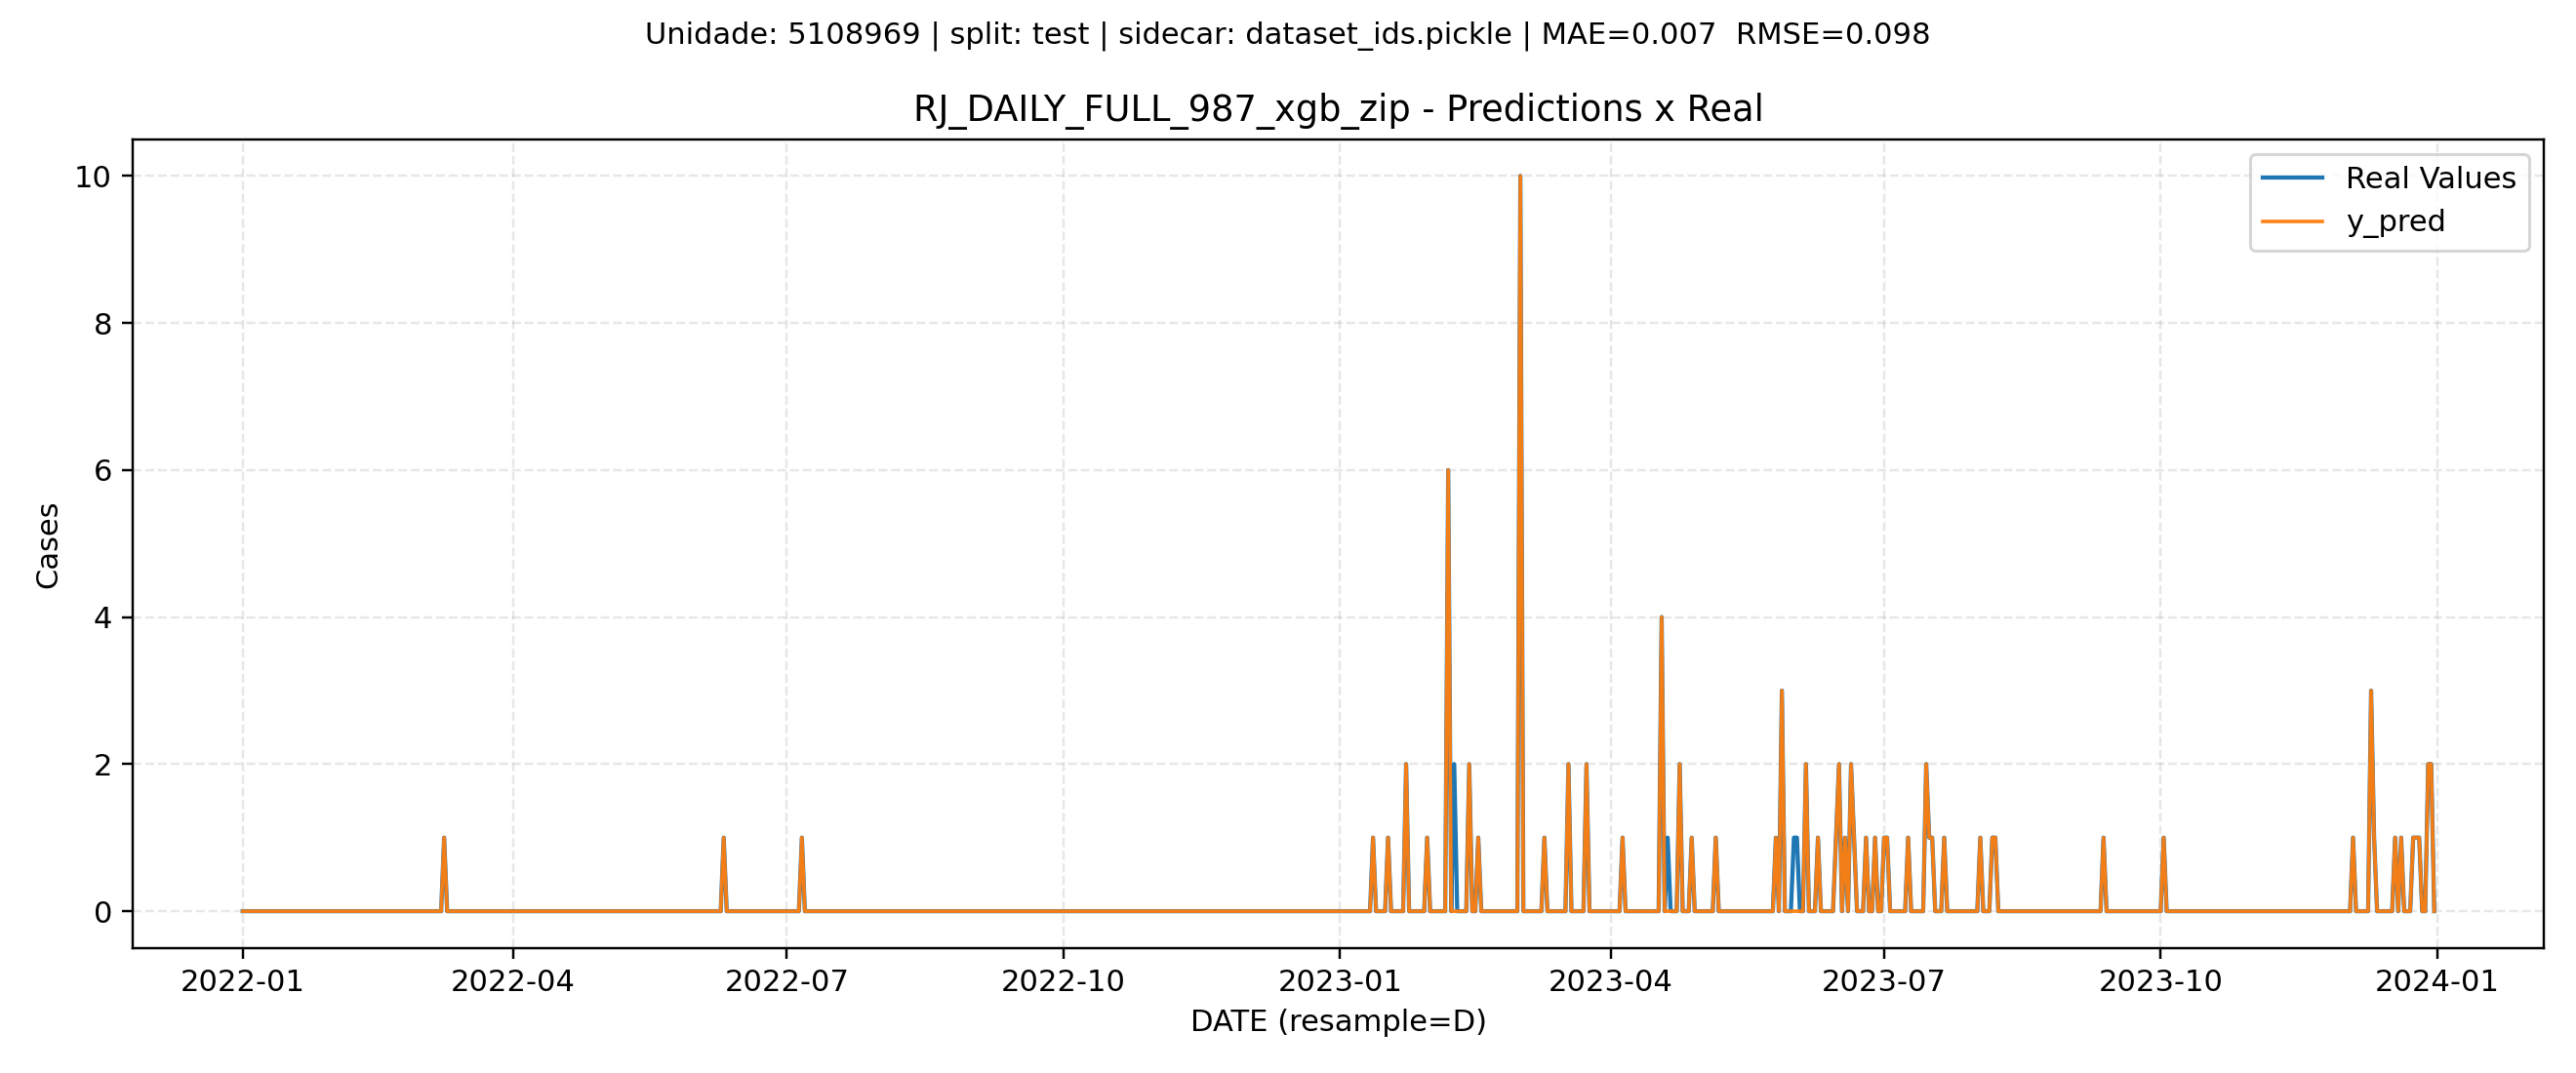 Unidade: 5108969 | split: test | sidecar: dataset_ids.pickle | MAE=0.007  RMSE=0.098
RJ_DAILY_FULL_987_xgb_zip - Predictions x Real
Real Values
y_pred
Cases
10
8
6
4
2
0
2022-01
2022-04
2022-07
2022-10
2023-01
2023-04
2023-07
2023-10
2024-01
DATE (resample=D)